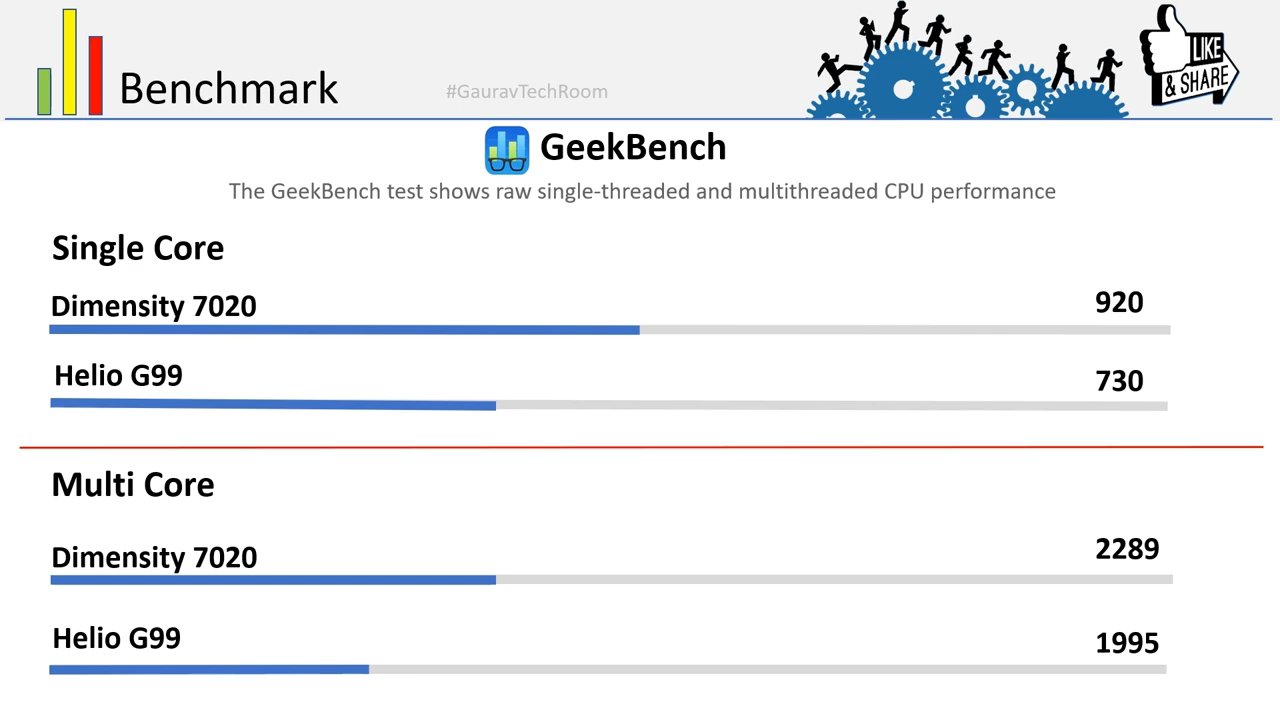 Benchmark
#GauravTechRoom
LIKE
& SHARE
GeekBench
The GeekBench test shows raw single-threaded and multithreaded CPU performance
Single Core
Dimensity 7020
920
Helio G99
730
Multi Core
Dimensity 7020
2289
Helio G99
1995